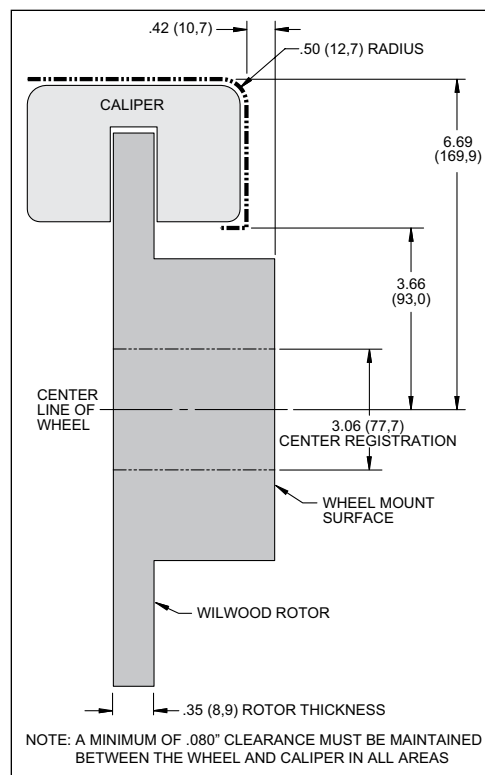 .42 (10,7)
.50 (12,7) RADIUS
CALIPER
6.69
(169,9)
3.66
(93,0)
CENTER
LINE OF
WHEEL
3.06 (77,7)
CENTER REGISTRATION
WHEEL MOUNT
SURFACE
WILWOOD ROTOR
.35 (8,9) ROTOR THICKNESS
NOTE: A MINIMUM OF .080" CLEARANCE MUST BE MAINTAINED
BETWEEN THE WHEEL AND CALIPER IN ALL AREAS